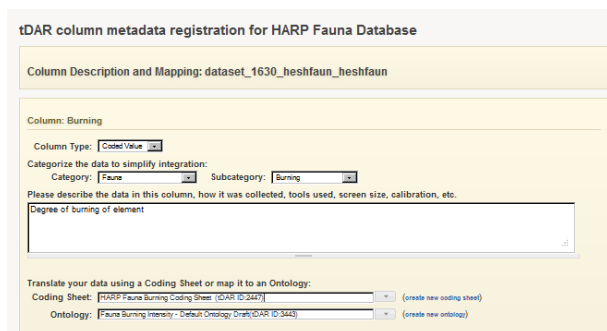 tDAR column metadata registration for HARP Fauna Database
Column Description and Mapping: dataset_1630_heshfaun_heshfaun
Column: Burning
Column Type: Coded Value
Categorize the data to simplify integration:
Category: Fauna Subcategory: Burning
Please describe the data in this column, how it was collected, tools used, screen size, calibration, etc.
Degree of burning of element
Translate your data using a Coding Sheet or map it to an Ontology:
Coding Sheet: HARP Fauna Burning Coding Sheet (tDAR ID:2447) (create new coding sheet)
Ontology: Fauna Burning Intensity - Default Ontology Draft(tDAR ID:3443) (create new ontology)